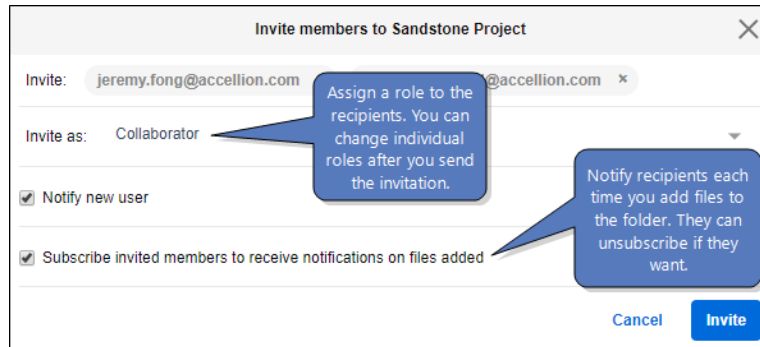 Invite members to Sandstone Project
Invite: jeremy.fong@accellion.com @accellion.com ×
Invite as: Collaborator
Assign a role to the
recipients. You can
change individual
roles after you send
the invitation.
Notify new user
Notify recipients each
time you add files to
the folder. They can
unsubscribe if they
want.
Subscribe invited members to receive notifications on files added
Cancel Invite